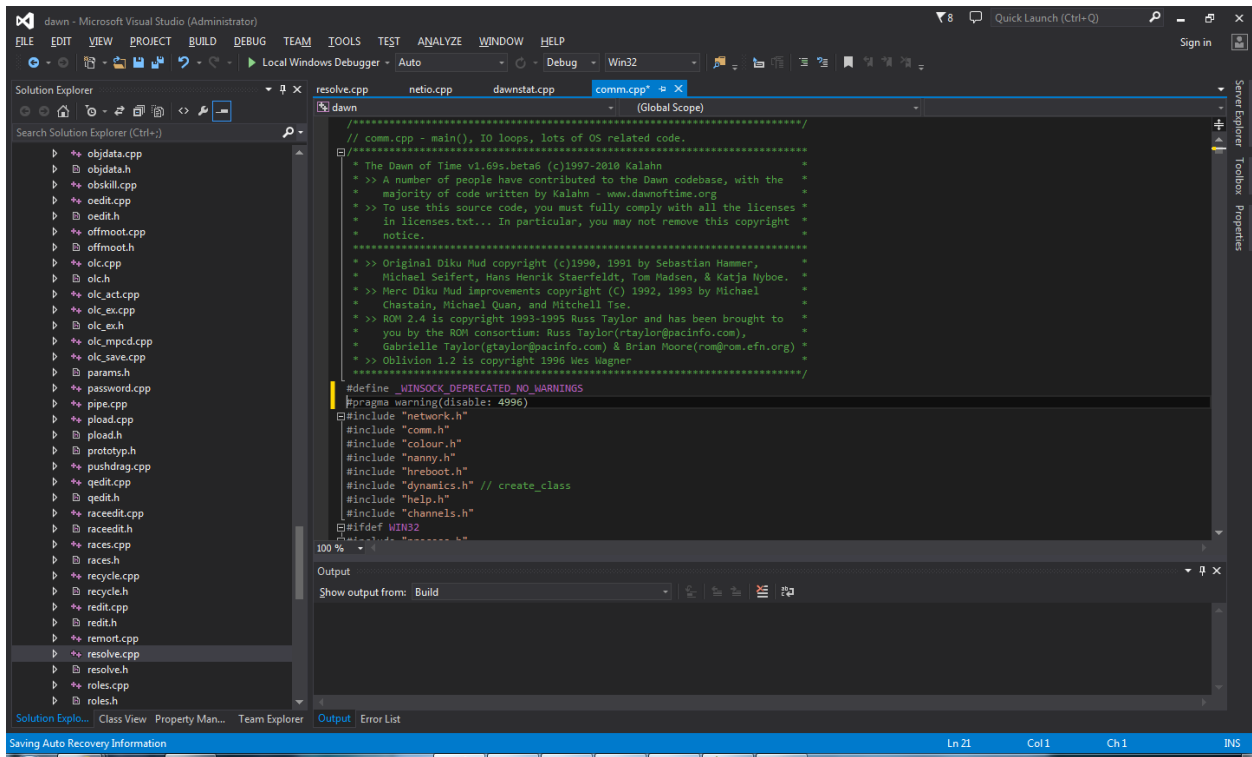 dawn - Microsoft Visual Studio (Administrator)
8
Quick Launch (Ctrl+Q)
FILE EDIT VIEW PROJECT BUILD DEBUG TEAM TOOLS TEST ANALYZE WINDOW HELP
Sign in
Local Windows Debugger Auto Debug Win32
Solution Explorer
Search Solution Explorer (Ctrl+;)
objdata.cpp
objdata.h
obskill.cpp
oedit.cpp
oedit.h
offmoot.cpp
offmoot.h
olc.cpp
olc.h
olc_act.cpp
olc_ex.cpp
olc_ex.h
olc_mpcd.cpp
olc_save.cpp
params.h
password.cpp
pipe.cpp
pload.cpp
pload.h
prototyp.h
pushdrag.cpp
qedit.cpp
qedit.h
raceedit.cpp
raceedit.h
races.cpp
races.h
recycle.cpp
recycle.h
redit.cpp
redit.h
remort.cpp
resolve.cpp
resolve.h
roles.cpp
roles.h
Solution Explo... Class View Property Man... Team Explorer
resolve.cpp netio.cpp dawnstat.cpp comm.cpp*
dawn (Global Scope)
/**************************************************************************/
// comm.cpp - main(), IO loops, lots of OS related code.
/***************************************************************************
* The Dawn of Time v1.69s.beta6 (c)1997-2010 Kalahn *
* >> A number of people have contributed to the Dawn codebase, with the *
* majority of code written by Kalahn - www.dawnoftime.org *
* >> To use this source code, you must fully comply with all the licenses *
* in licenses.txt... In particular, you may not remove this copyright *
* notice. *
***************************************************************************
* >> Original Diku Mud copyright (c)1990, 1991 by Sebastian Hammer, *
* Michael Seifert, Hans Henrik Staerfeldt, Tom Madsen, & Katja Nyboe. *
* >> Merc Diku Mud improvements copyright (C) 1992, 1993 by Michael *
* Chastain, Michael Quan, and Mitchell Tse. *
* >> ROM 2.4 is copyright 1993-1995 Russ Taylor and has been brought to *
* you by the ROM consortium: Russ Taylor(rtaylor@pacinfo.com), *
* Gabrielle Taylor(gtaylor@pacinfo.com) & Brian Moore(rom@rom.efn.org) *
* >> Oblivion 1.2 is copyright 1996 Wes Wagner *
**************************************************************************/
#define _WINSOCK_DEPRECATED_NO_WARNINGS
#pragma warning(disable: 4996)
#include "network.h"
#include "comm.h"
#include "colour.h"
#include "nanny.h"
#include "hreboot.h"
#include "dynamics.h" // create_class
#include "help.h"
#include "channels.h"
#ifdef WIN32
#include "process.h"
100 %
Output
Show output from: Build
Output Error List
Server Explorer
Toolbox
Properties
Saving Auto Recovery Information Ln 21 Col 1 Ch 1 INS